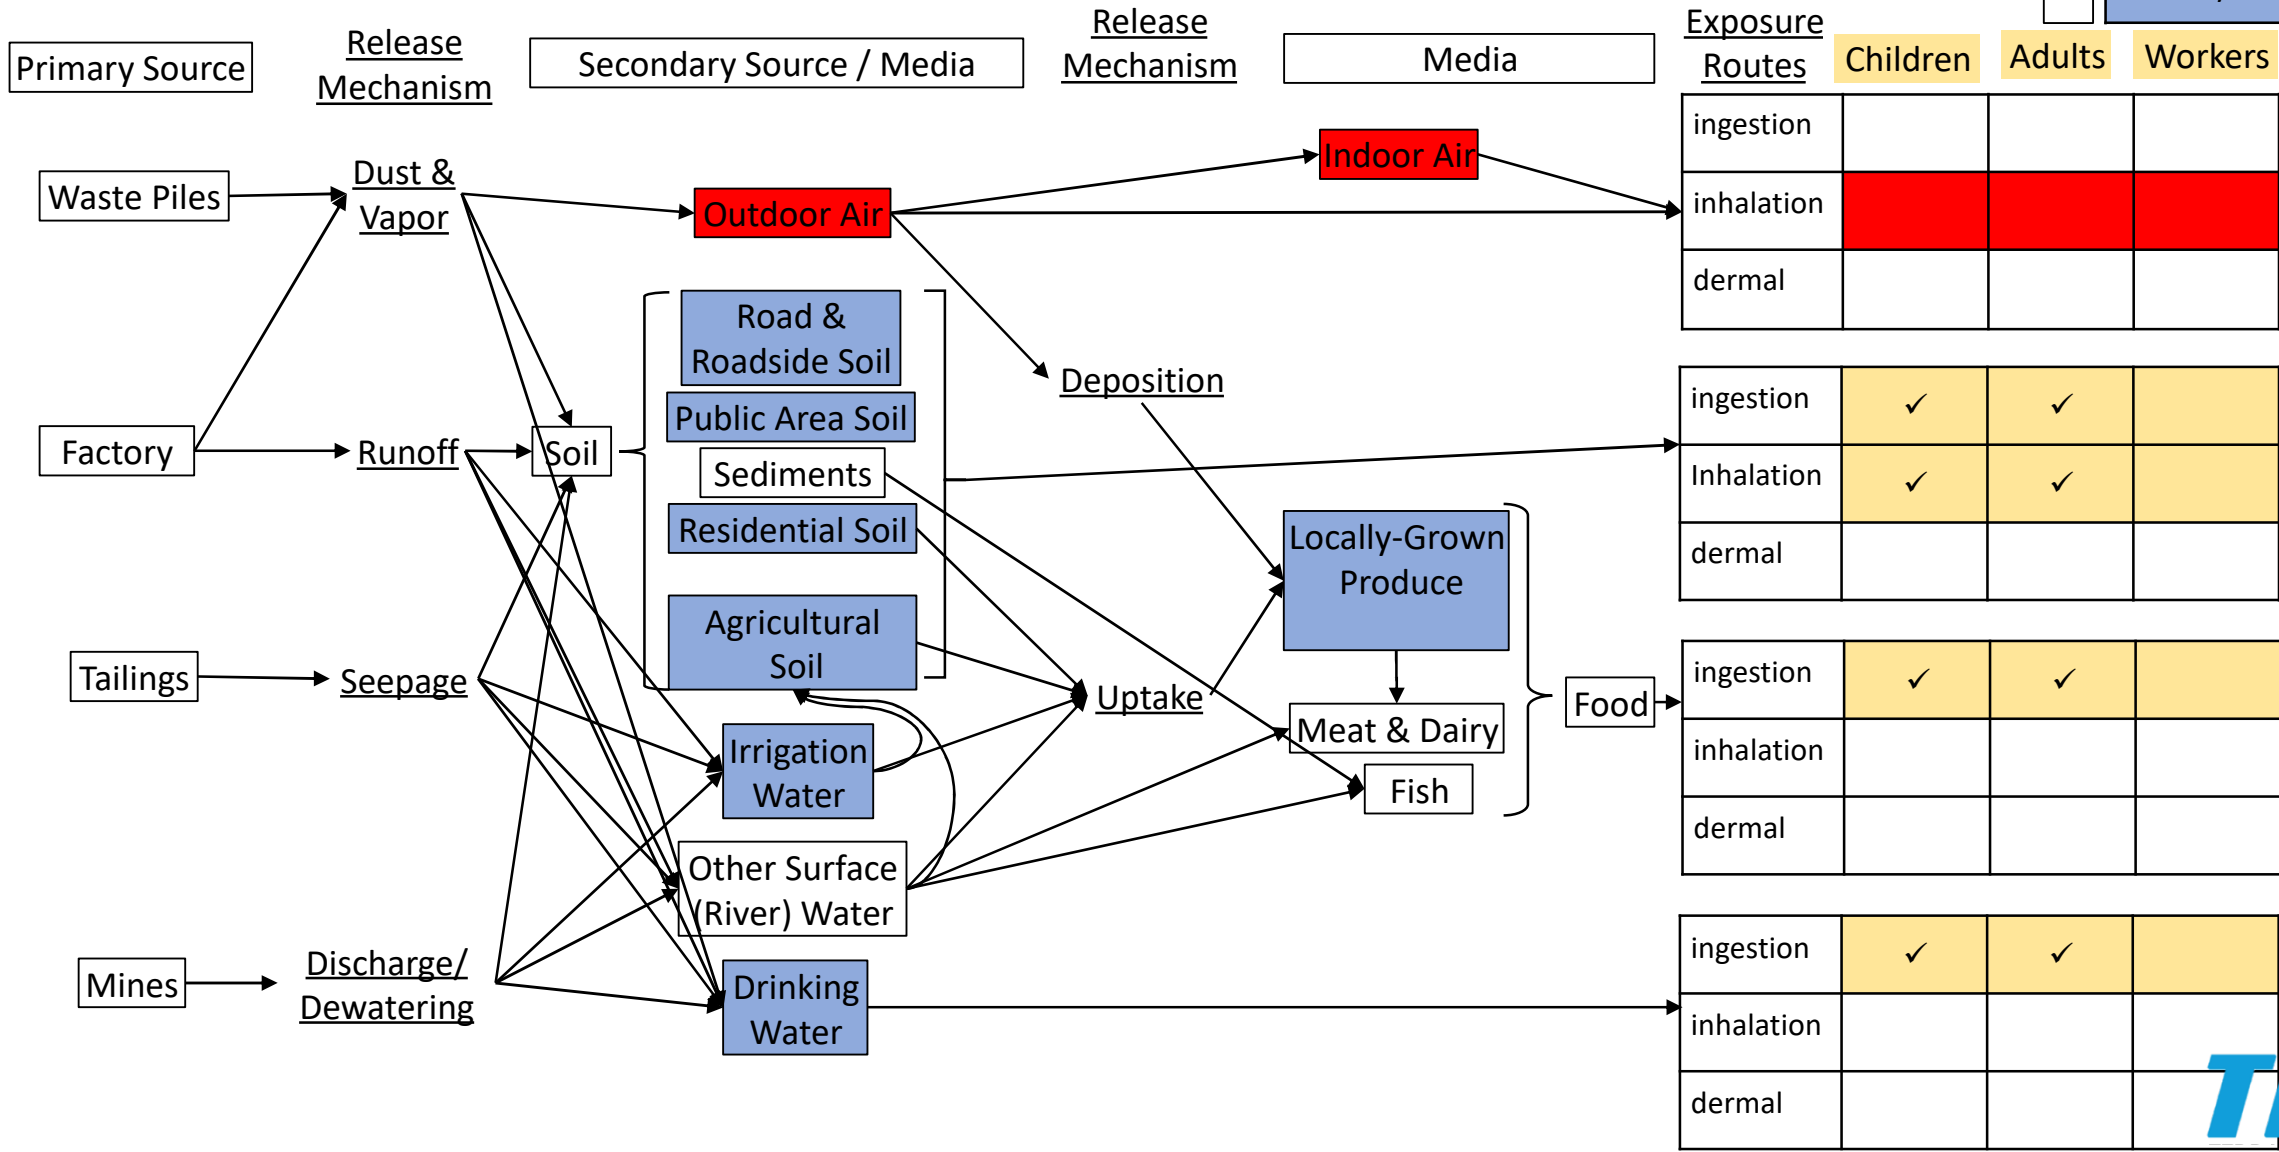 Primary Source
Release
Mechanism
Secondary Source / Media
Release
Mechanism
Media
Exposure
Routes
Children
Adults
Workers
Waste Piles
Dust &
Vapor
Outdoor Air
Indoor Air
ingestion
inhalation
dermal
Factory
Runoff
Soil
Road &
Roadside Soil
Public Area Soil
Sediments
Residential Soil
Agricultural
Soil
Deposition
ingestion
✓ ✓
Inhalation
✓ ✓
dermal
Tailings
Seepage
Irrigation
Water
Uptake
Locally-Grown
Produce
Meat & Dairy
Fish
Food
ingestion
✓ ✓
inhalation
dermal
Mines
Discharge/
Dewatering
Other Surface
(River) Water
Drinking
Water
ingestion
✓ ✓
inhalation
dermal